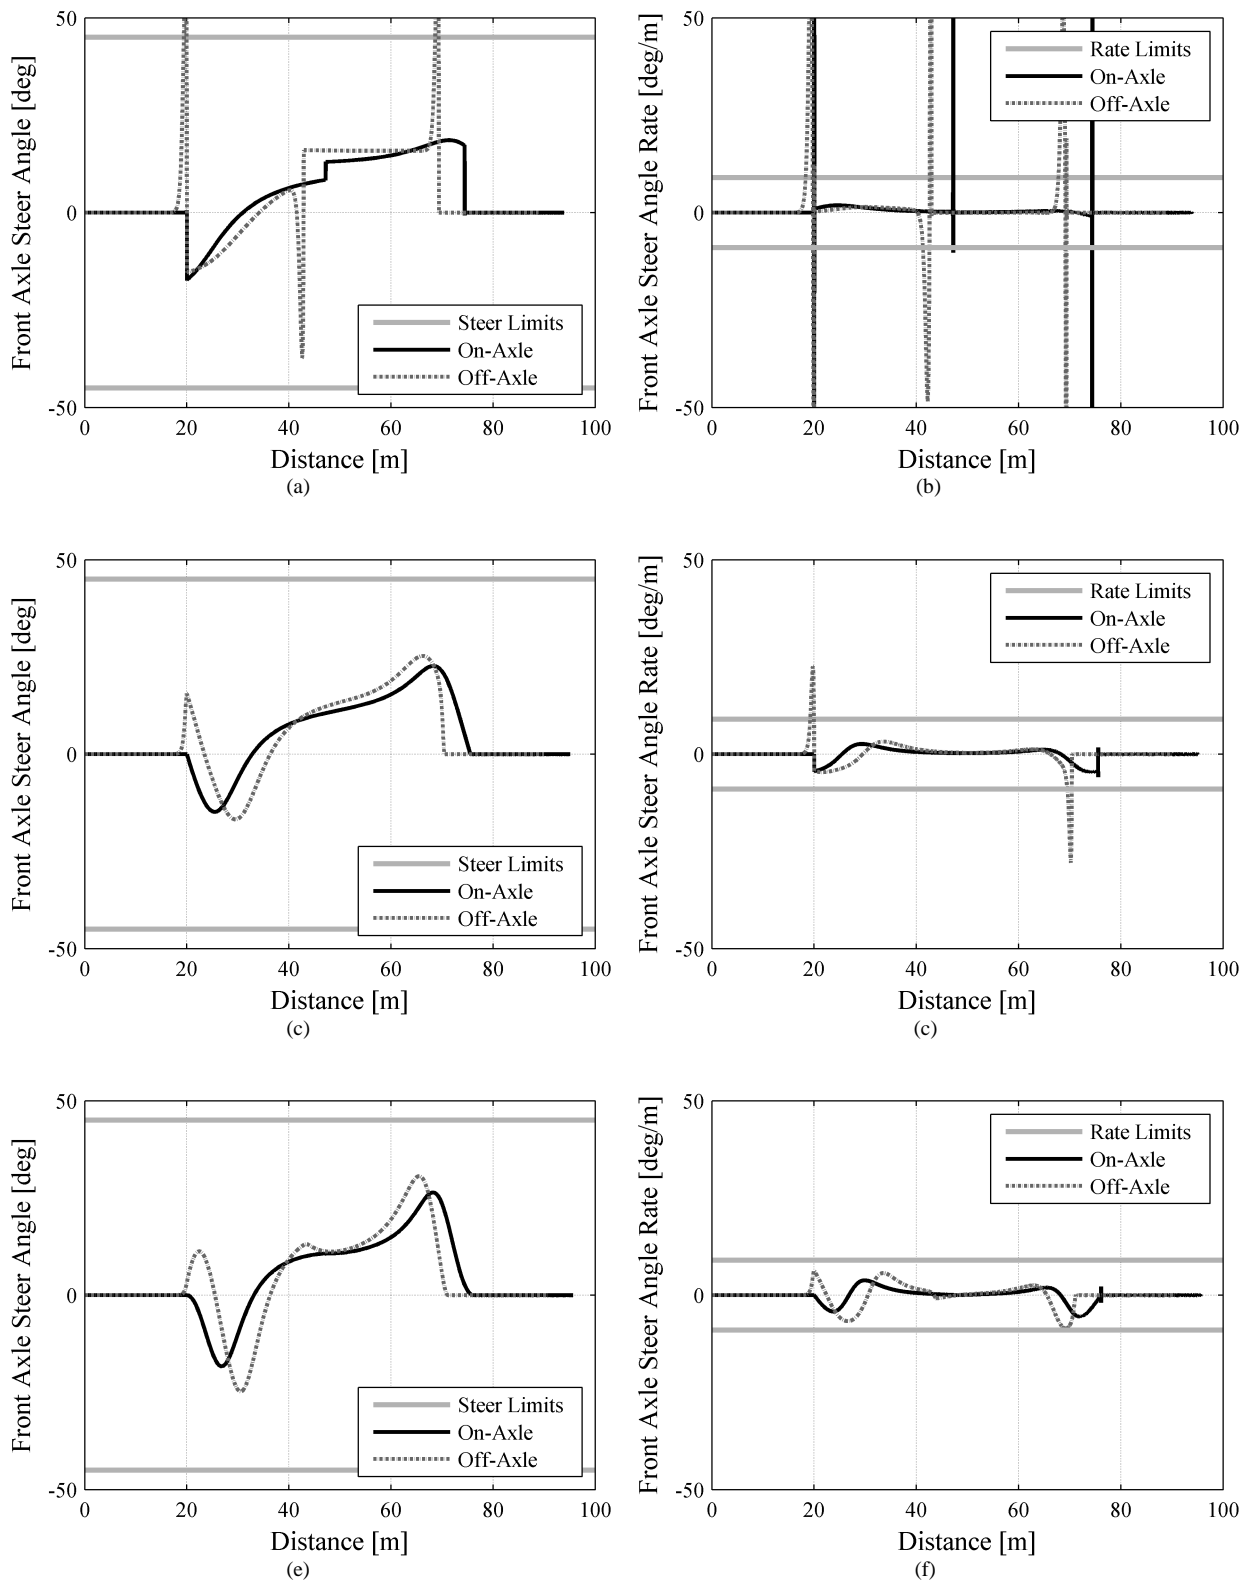 50
0
-50
Front Axle Steer Angle [deg]
Steer Limits
On-Axle
Off-Axle
0 20 40 60 80 100
Distance [m]
(a)
50
0
-50
Front Axle Steer Angle Rate [deg/m]
Rate Limits
On-Axle
Off-Axle
0 20 40 60 80 100
Distance [m]
(b)
50
0
-50
Front Axle Steer Angle [deg]
Steer Limits
On-Axle
Off-Axle
0 20 40 60 80 100
Distance [m]
(c)
50
0
-50
Front Axle Steer Angle Rate [deg/m]
Rate Limits
On-Axle
Off-Axle
0 20 40 60 80 100
Distance [m]
(c)
50
0
-50
Front Axle Steer Angle [deg]
Steer Limits
On-Axle
Off-Axle
0 20 40 60 80 100
Distance [m]
(e)
50
0
-50
Front Axle Steer Angle Rate [deg/m]
Rate Limits
On-Axle
Off-Axle
0 20 40 60 80 100
Distance [m]
(f)